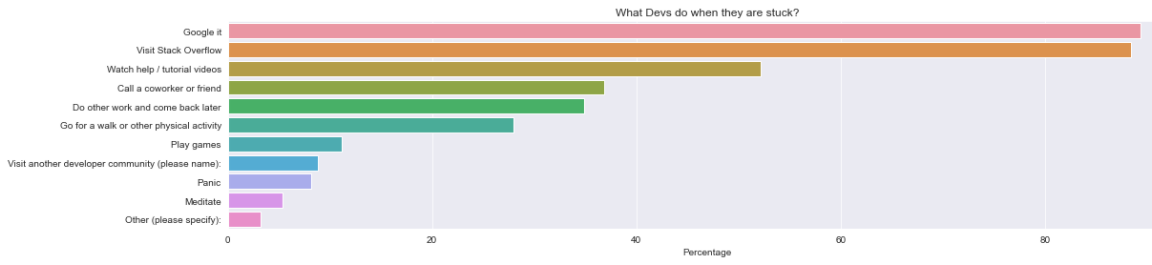 What Devs do when they are stuck?
Google it
Visit Stack Overflow
Watch help / tutorial videos
Call a coworker or friend
Do other work and come back later
Go for a walk or other physical activity
Play games
Visit another developer community (please name):
Panic
Meditate
Other (please specify):
0 20 40 60 80
Percentage